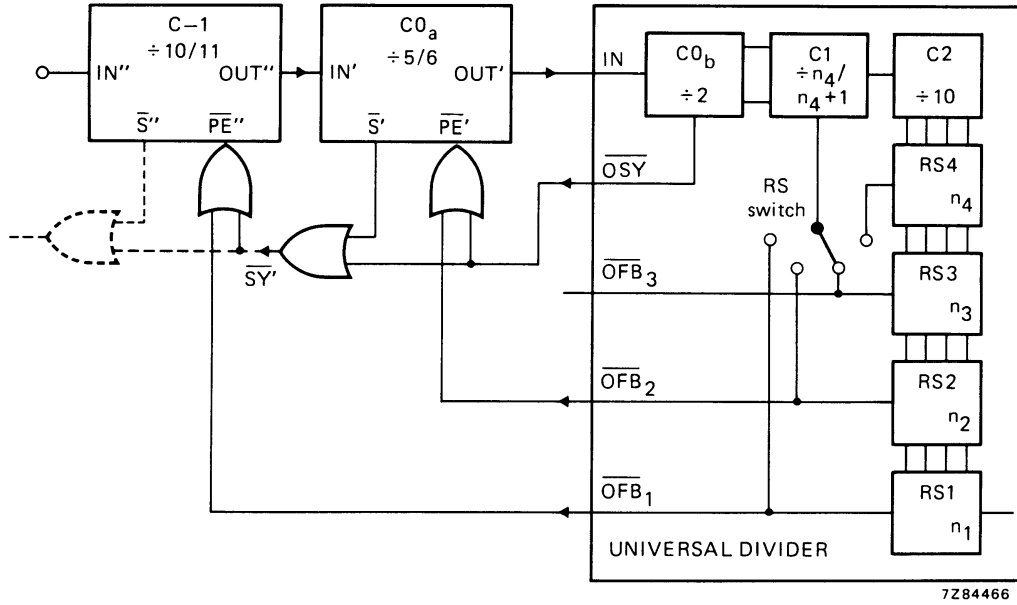 C−1
÷ 10/11
IN" OUT"
S̅" P̅E̅"
C0a
÷ 5/6
IN' OUT'
S̅' P̅E̅'
IN
C0b
÷ 2
C1
÷ n4/
n4+1
C2
÷ 10
O̅S̅Y̅
RS
switch
RS4
n4
S̅Y̅'
O̅F̅B̅3
RS3
n3
O̅F̅B̅2
RS2
n2
O̅F̅B̅1
RS1
n1
UNIVERSAL DIVIDER
7Z84466